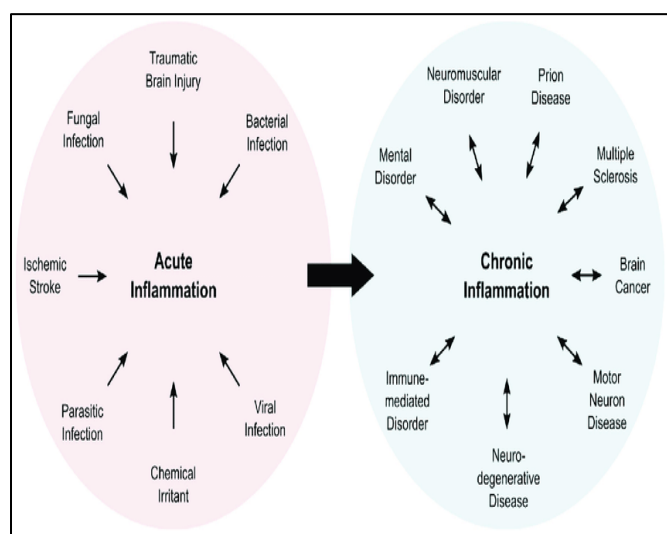 Traumatic
Brain Injury
Fungal
Infection
Bacterial
Infection
Ischemic
Stroke
Acute
Inflammation
Parasitic
Infection
Viral
Infection
Chemical
Irritant
Neuromuscular
Disorder
Prion
Disease
Mental
Disorder
Multiple
Sclerosis
Chronic
Inflammation
Brain
Cancer
Immune-
mediated
Disorder
Motor
Neuron
Disease
Neuro-
degenerative
Disease